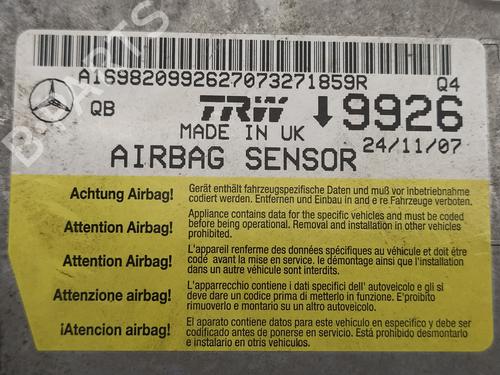 A169820992627073271859R Q4
QB TRW 9926
MADE IN UK 24/11/07
AIRBAG SENSOR
Achtung Airbag! Gerät enthält fahrzeugspezifische Daten und muß vor inbetriebnahme
codiert werden. Entfernen und Einbau in and e re Fahrzeuge verboten.
Attention Airbag! Appliance contains data for the specific vehicles and must be coded
before being operational. Removal and installation in other vehicles
prohibited.
Attention Airbag! L'appareil renferme des données spécifiques au véhicule et doit étre
codé avant la mise en service. le démontage ainsi que l'installation
dans un autre véhicule sont interdits.
Attenzione airbag! L'apparecchio contiene i dati specifici dell' autoveicolo e gli si
deve dare un codice prima di metterlo in funzione. E'proibito
rimuoverlo e montario su un altro autoveicolo.
¡Atencion airbag! El aparato contiene datos para este vehiculo en especifico y debe ser
codificado antes de ponerse en servicio. Está prohibido desmontarlo
e instalarlo en otros vehiculos.